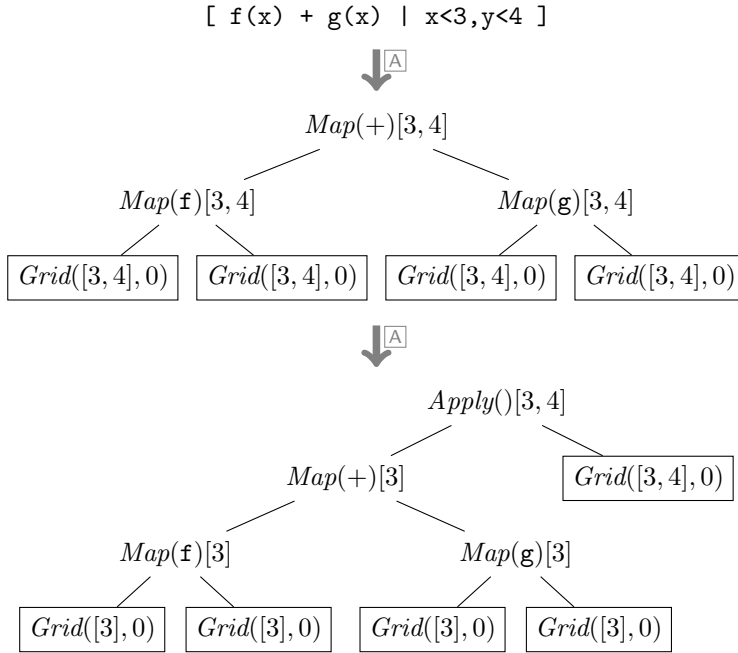 [ f(x) + g(x) | x<3,y<4 ]
A
Map(+)[3, 4]
Map(f)[3, 4] Map(g)[3, 4]
Grid([3, 4], 0) Grid([3, 4], 0) Grid([3, 4], 0) Grid([3, 4], 0)
A
Apply()[3, 4]
Map(+)[3] Grid([3, 4], 0)
Map(f)[3] Map(g)[3]
Grid([3], 0) Grid([3], 0) Grid([3], 0) Grid([3], 0)